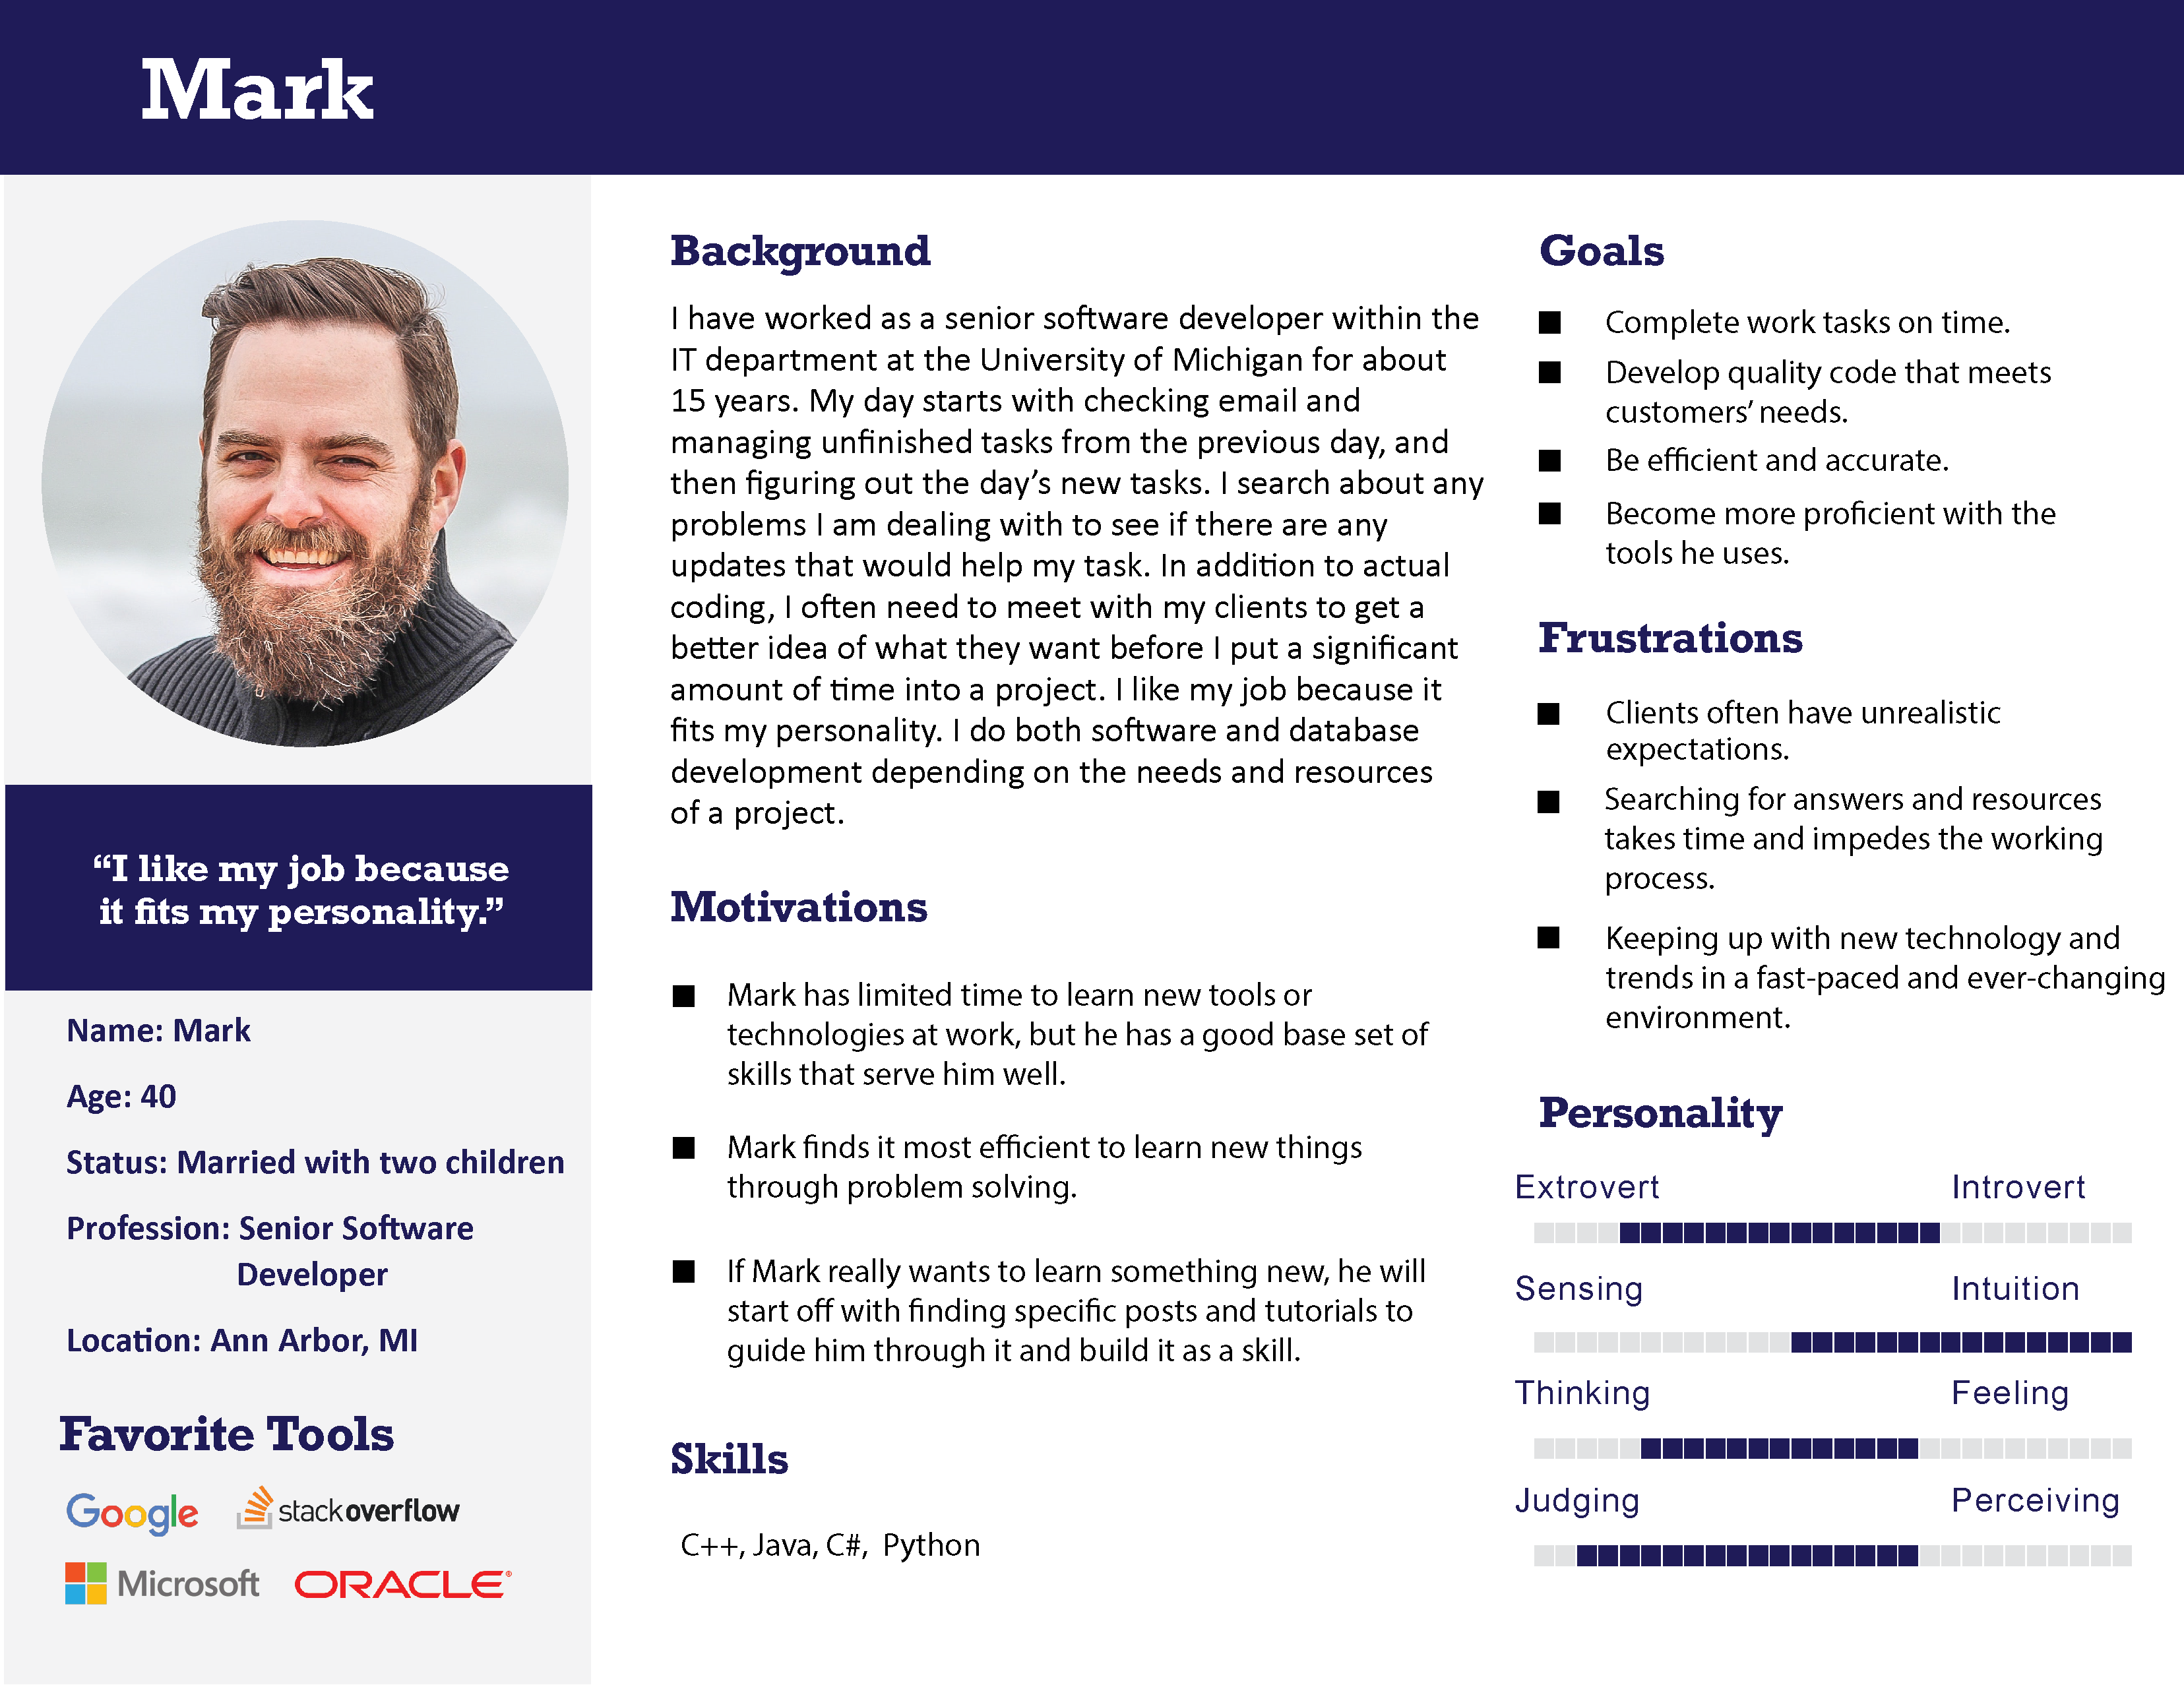 Mark
“I like my job because
it fits my personality.”
Name: Mark
Age: 40
Status: Married with two children
Profession: Senior Software
Developer
Location: Ann Arbor, MI
Favorite Tools
Google stackoverflow
Microsoft ORACLE®
Background
I have worked as a senior software developer within the
IT department at the University of Michigan for about
15 years. My day starts with checking email and
managing unfinished tasks from the previous day, and
then figuring out the day’s new tasks. I search about any
problems I am dealing with to see if there are any
updates that would help my task. In addition to actual
coding, I often need to meet with my clients to get a
better idea of what they want before I put a significant
amount of time into a project. I like my job because it
fits my personality. I do both software and database
development depending on the needs and resources
of a project.
Motivations
Mark has limited time to learn new tools or
technologies at work, but he has a good base set of
skills that serve him well.
Mark finds it most efficient to learn new things
through problem solving.
If Mark really wants to learn something new, he will
start off with finding specific posts and tutorials to
guide him through it and build it as a skill.
Skills
C++, Java, C#, Python
Goals
Complete work tasks on time.
Develop quality code that meets
customers’ needs.
Be efficient and accurate.
Become more proficient with the
tools he uses.
Frustrations
Clients often have unrealistic
expectations.
Searching for answers and resources
takes time and impedes the working
process.
Keeping up with new technology and
trends in a fast-paced and ever-changing
environment.
Personality
Extrovert Introvert
Sensing Intuition
Thinking Feeling
Judging Perceiving